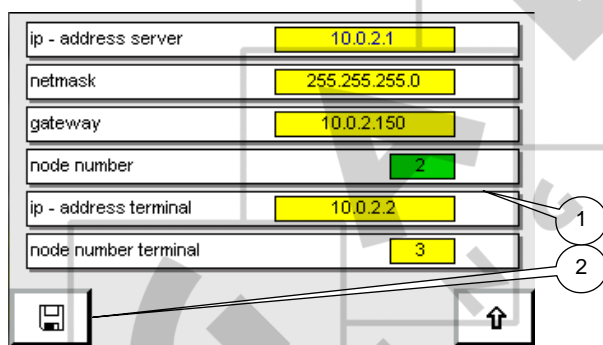 ip - address server 10.0.2.1
netmask 255.255.255.0
gateway 10.0.2.150
node number 2
ip - address terminal 10.0.2.2
node number terminal 3
1
2